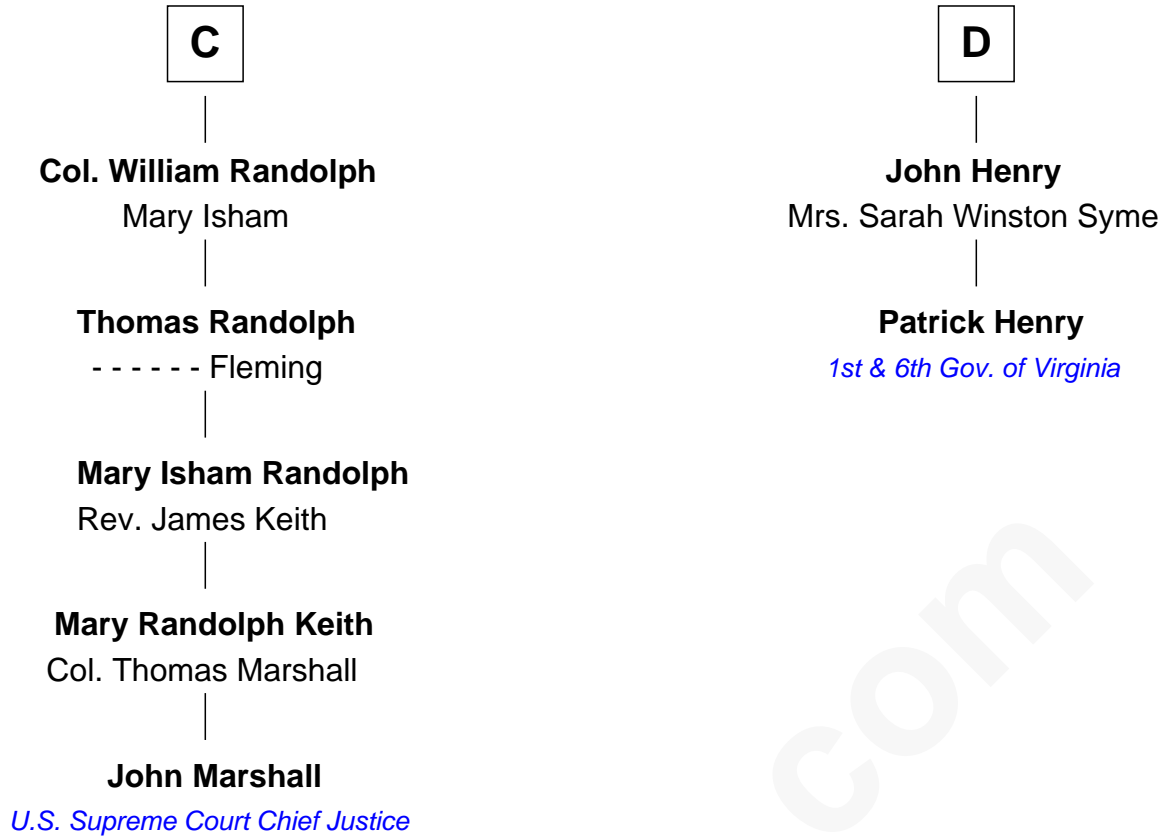 C
Col. William Randolph
Mary Isham
Thomas Randolph
- - - - - - Fleming
Mary Isham Randolph
Rev. James Keith
Mary Randolph Keith
Col. Thomas Marshall
John Marshall
U.S. Supreme Court Chief Justice
D
John Henry
Mrs. Sarah Winston Syme
Patrick Henry
1st & 6th Gov. of Virginia
com